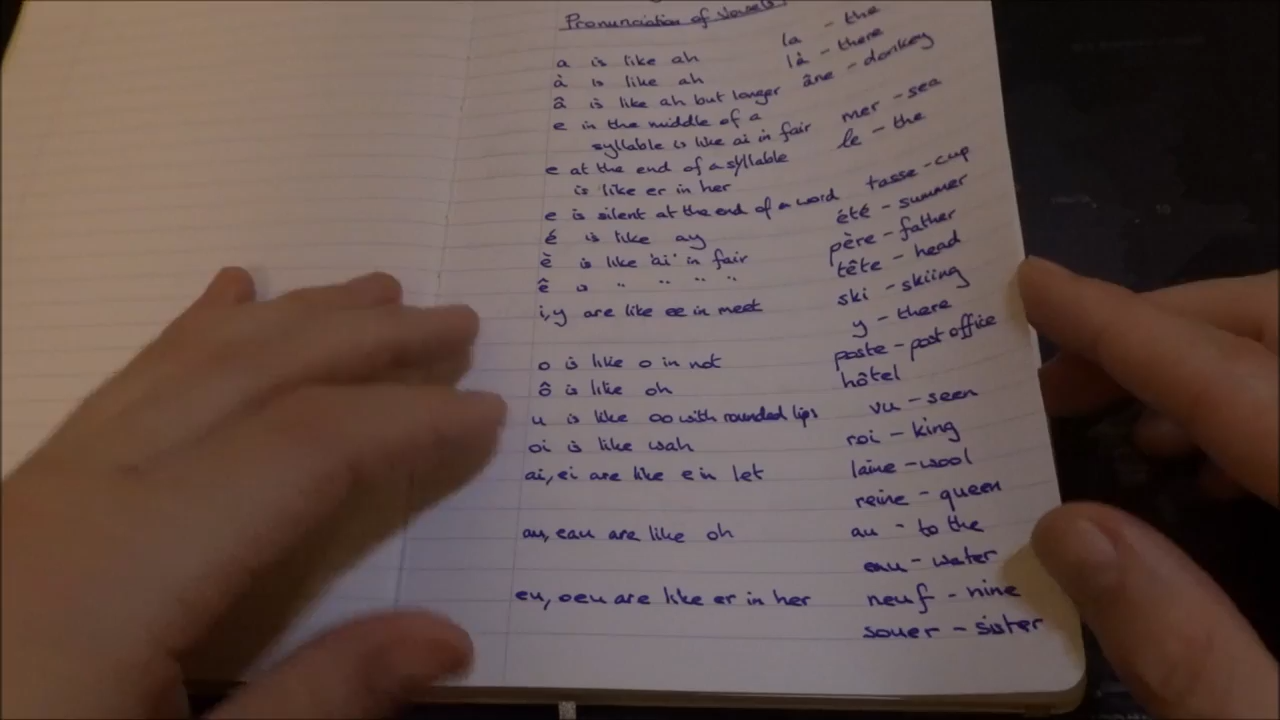 Pronunciation of vowels.
a is like ah la - the
à is like ah là - there
â is like ah but longer âne - donkey
e in the middle of a
syllable is like ai in fair mer - sea
e at the end of a syllable le - the
is like er in her
e is silent at the end of a word tasse - cup
é is like ay été - summer
è is like 'ai' in fair père - father
ê is " " " " tête - head
i, y are like ee in meet ski - skiing
y - there
o is like o in not poste - post office
ô is like oh hôtel
u is like oo with rounded lips vu - seen
oi is like wah roi - king
ai, ei are like e in let laine - wool
reine - queen
au, eau are like oh au - to the
eau - water
eu, oeu are like er in her neuf - nine
souer - sister